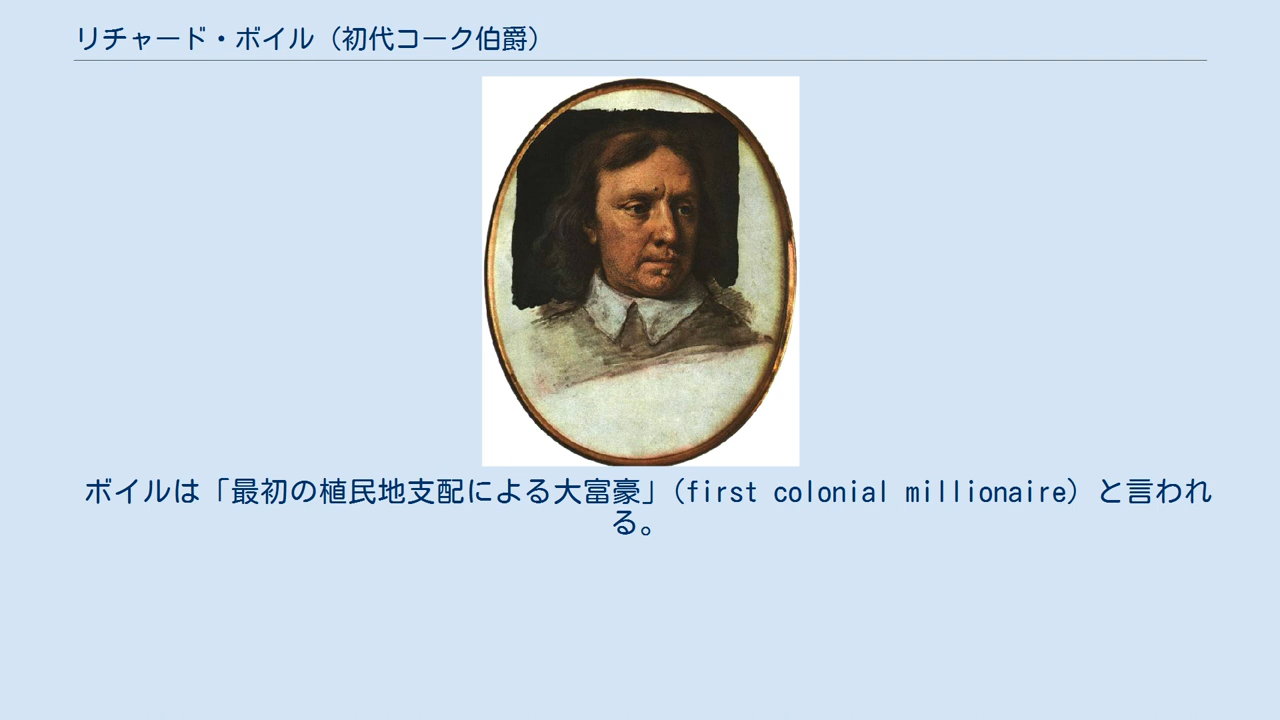 リチャード・ボイル（初代コーク伯爵）
ボイルは「最初の植民地支配による大富豪」（first colonial millionaire）と言われ
る。